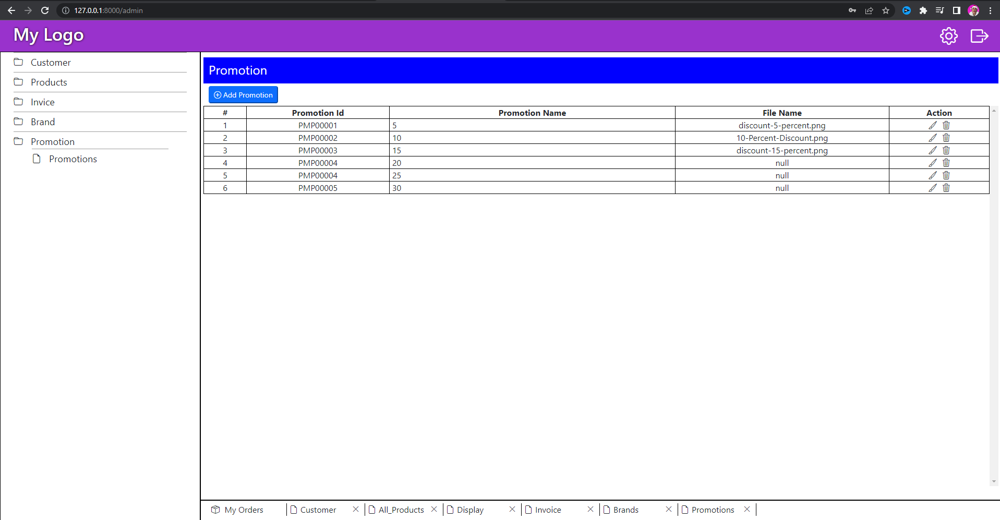 127.0.0.1:8000/admin
My Logo
Customer
Products
Invice
Brand
Promotion
Promotions
Promotion
Add Promotion
# Promotion Id Promotion Name File Name Action
1 PMP00001 5 discount-5-percent.png
2 PMP00002 10 10-Percent-Discount.png
3 PMP00003 15 discount-15-percent.png
4 PMP00004 20 null
5 PMP00004 25 null
6 PMP00005 30 null
My Orders Customer All_Products Display Invoice Brands Promotions